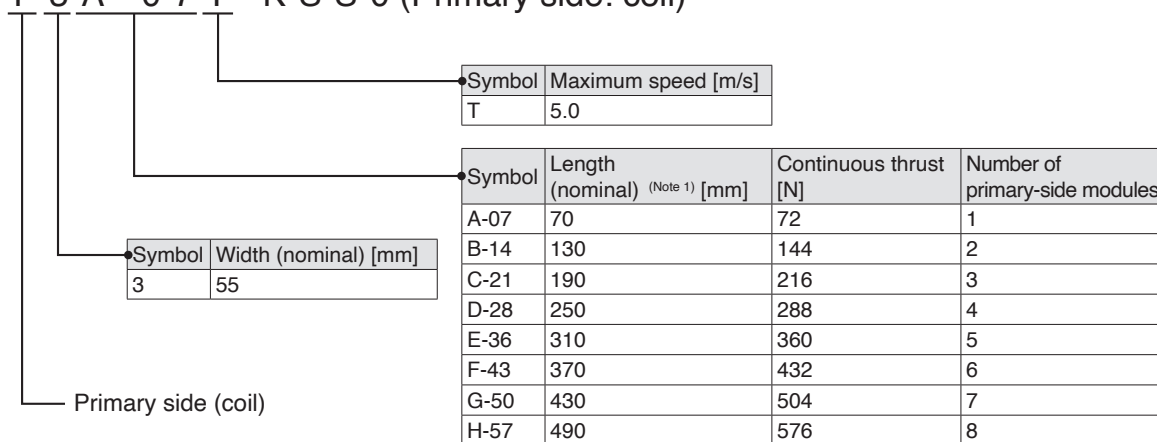 (Primary side: coil)
Symbol Maximum speed [m/s]
T 5.0
Symbol Length (nominal) (Note 1) [mm] Continuous thrust [N] Number of primary-side modules
A-07 70 72 1
B-14 130 144 2
C-21 190 216 3
D-28 250 288 4
E-36 310 360 5
F-43 370 432 6
G-50 430 504 7
H-57 490 576 8
Symbol Width (nominal) [mm]
3 55
Primary side (coil)